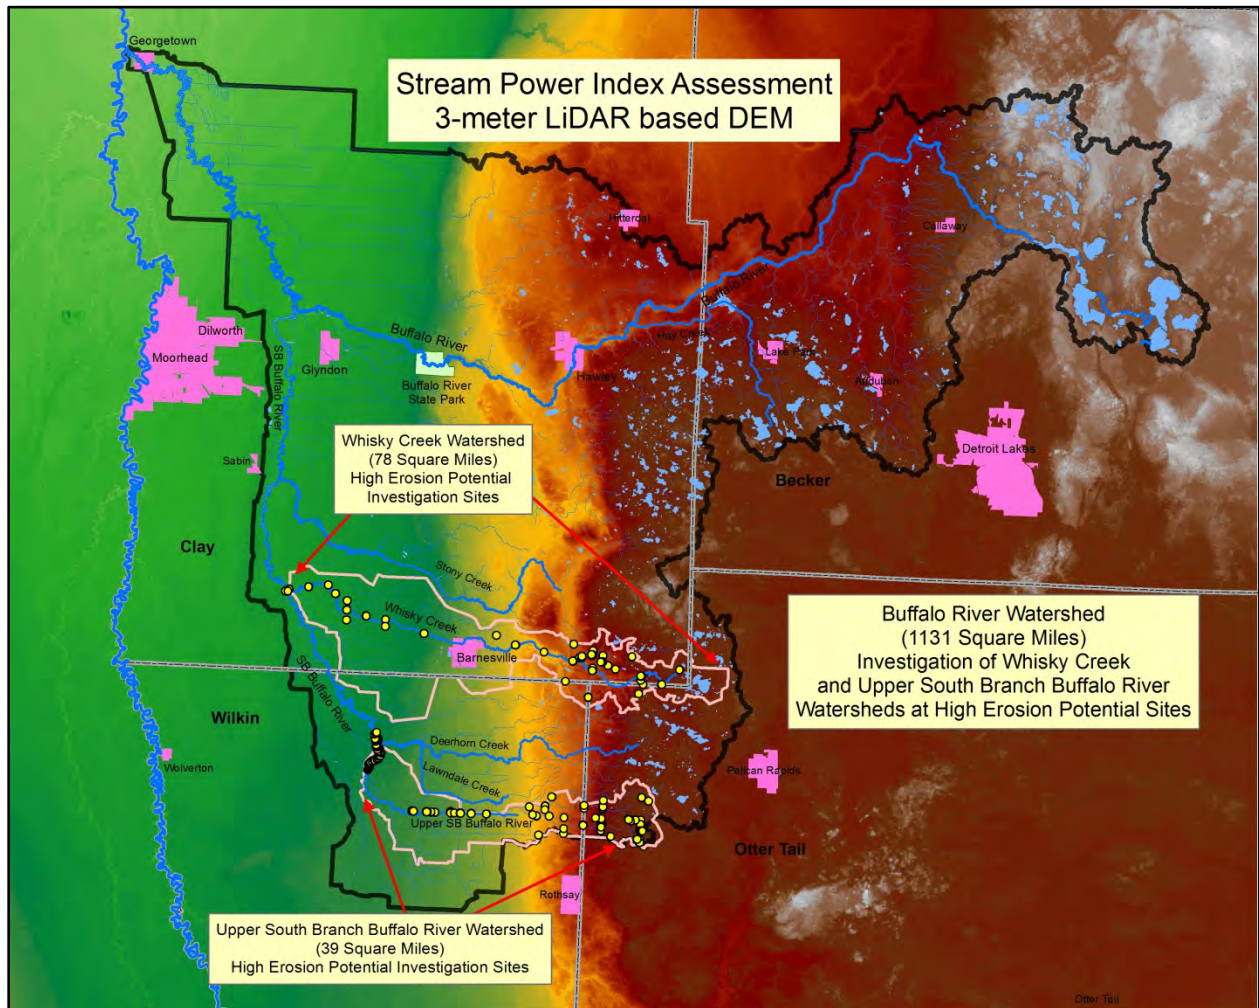 Georgetown
Stream Power Index Assessment
3-meter LiDAR based DEM
Hitterdal
Callaway
Buffalo River
Hay Creek
Dilworth
Moorhead
SB Buffalo River
Glyndon
Buffalo River
Buffalo River
State Park
Hawley
Lake Park
Audubon
Detroit Lakes
Becker
Sabin
Whisky Creek Watershed
(78 Square Miles)
High Erosion Potential
Investigation Sites
Clay
Stony Creek
Whisky Creek
Barnesville
Buffalo River Watershed
(1131 Square Miles)
Investigation of Whisky Creek
and Upper South Branch Buffalo River
Watersheds at High Erosion Potential Sites
SB Buffalo River
Wilkin
Wolverton
Deerhorn Creek
Lawndale Creek
Upper SB Buffalo River
Pelican Rapids
Otter Tail
Rothsay
Upper South Branch Buffalo River Watershed
(39 Square Miles)
High Erosion Potential Investigation Sites
Otter Tail